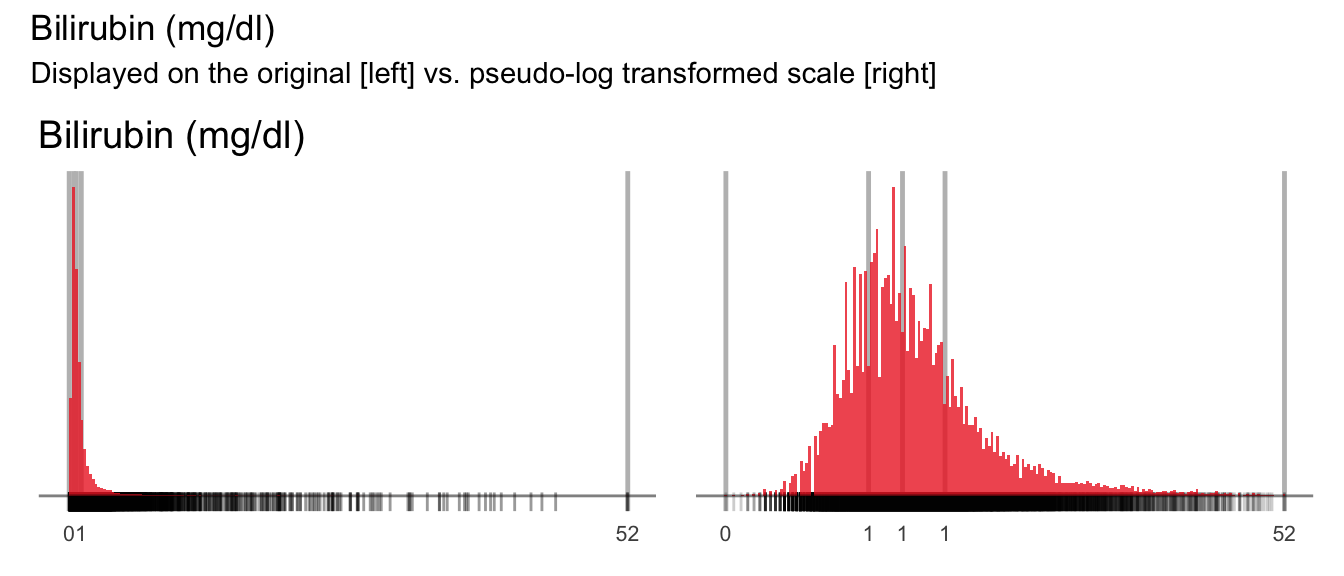 Bilirubin (mg/dl)
Displayed on the original [left] vs. pseudo-log transformed scale [right]
Bilirubin (mg/dl)
01 52 0 1 1 1 52